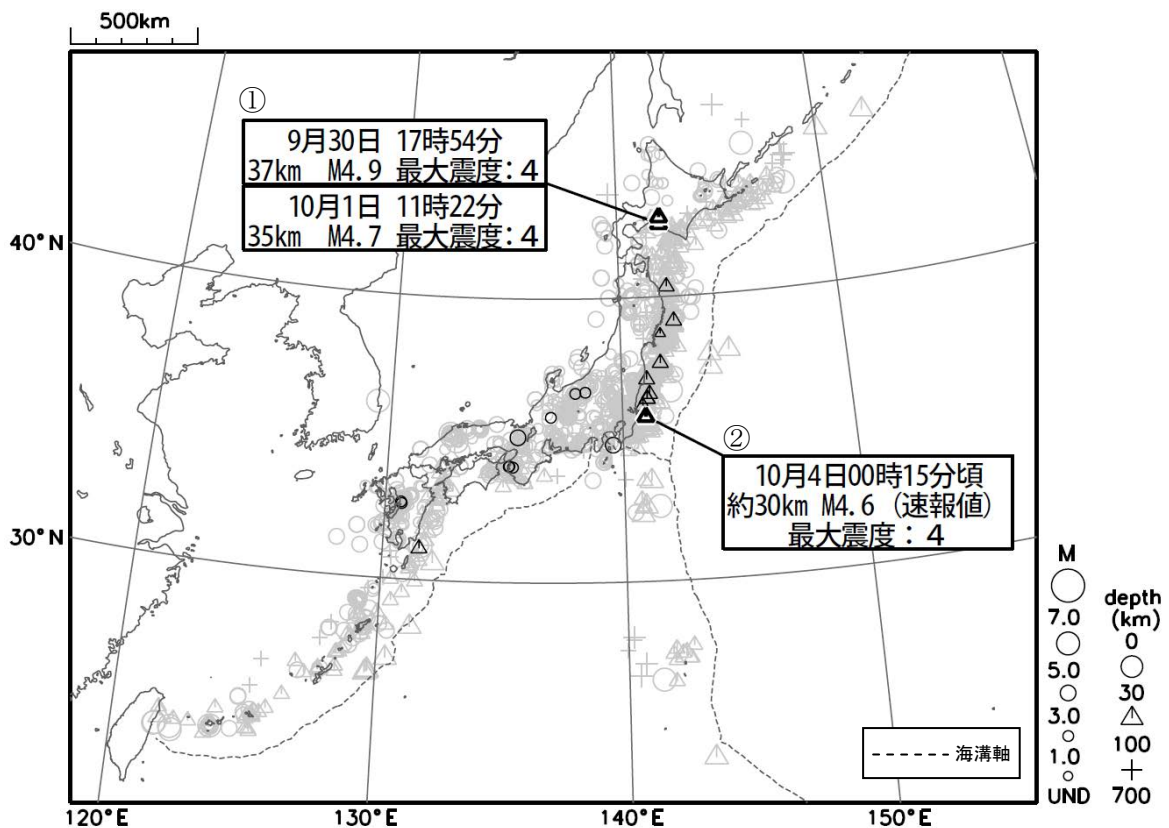 500km
①
9月30日 17時54分
37km M4.9 最大震度:4
10月1日 11時22分
35km M4.7 最大震度:4
40°N
②
10月4日00時15分頃
約30km M4.6 (速報値)
最大震度:4
30°N
M
7.0
5.0
3.0
1.0
UND
depth
(km)
0
30
100
700
海溝軸
120°E
130°E
140°E
150°E